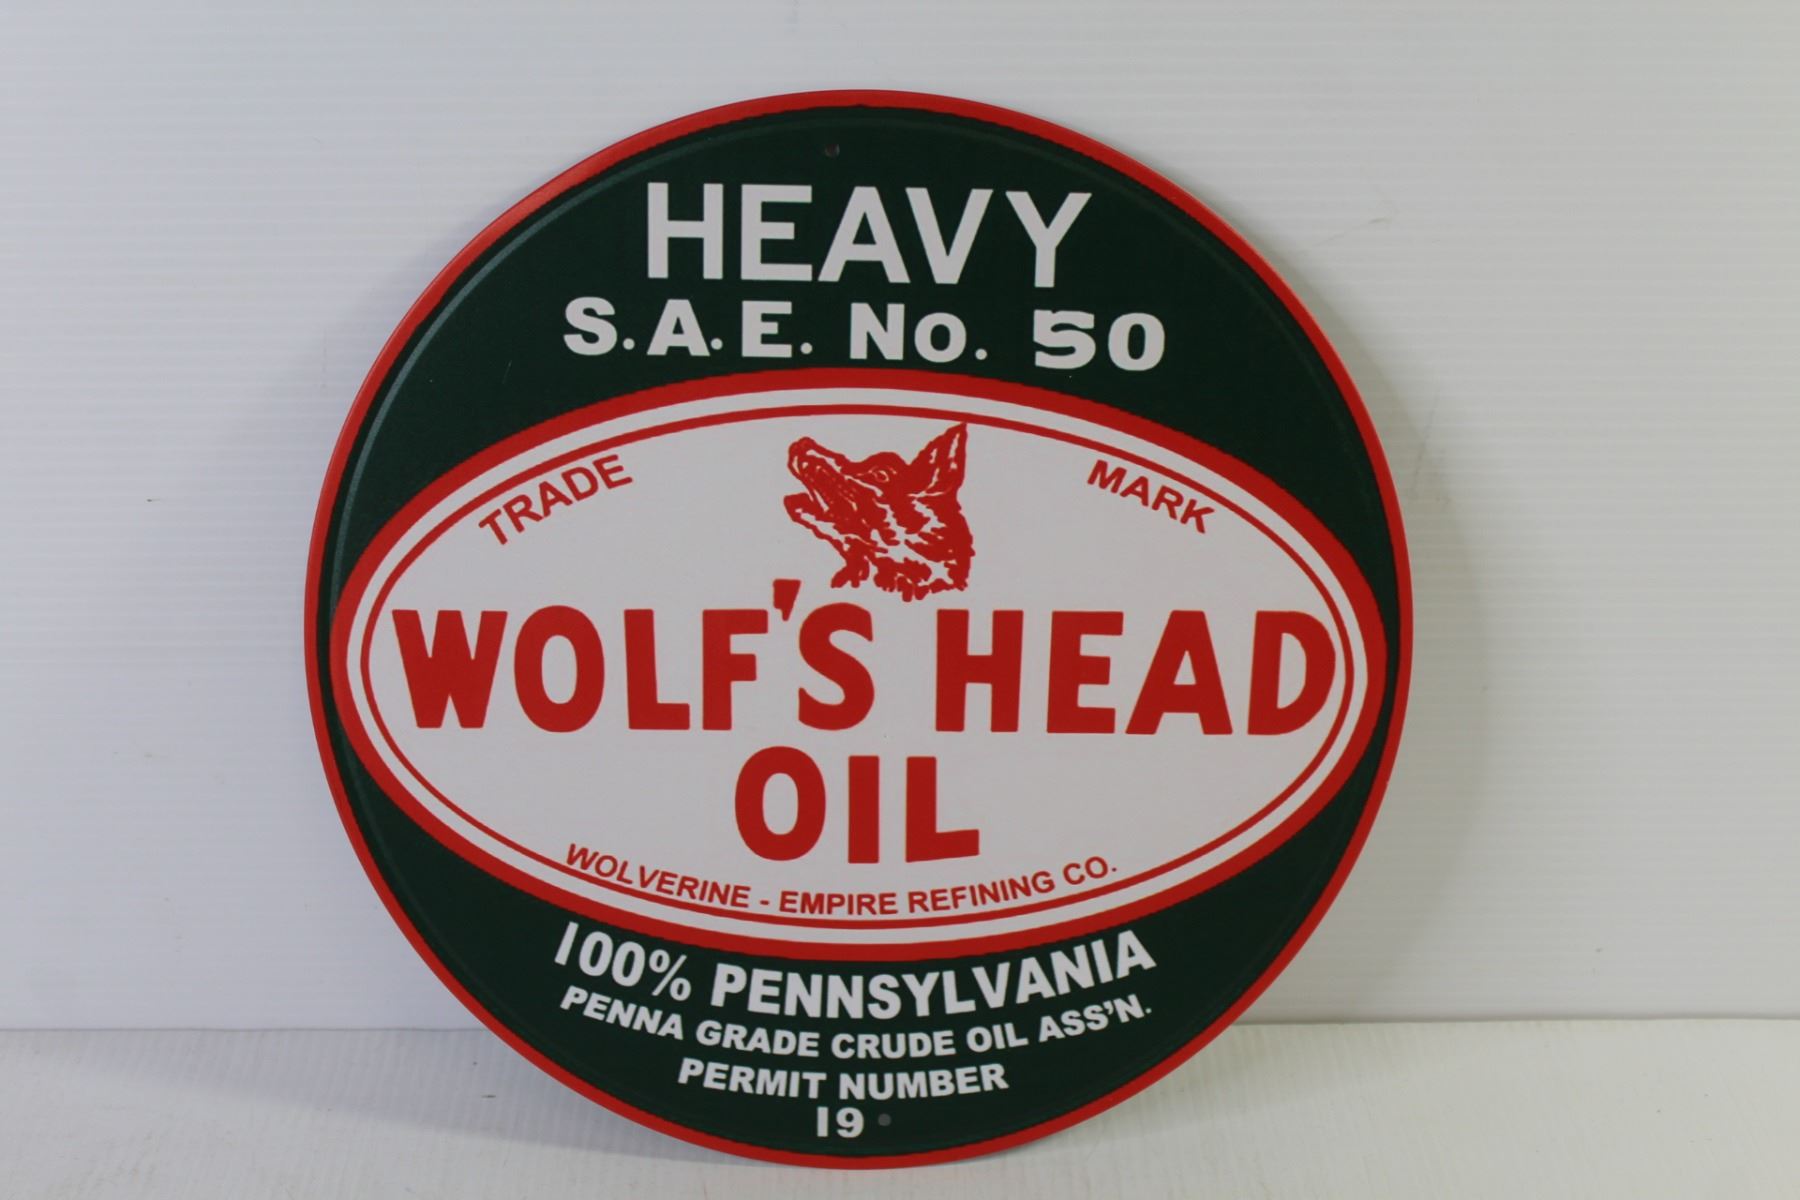 HEAVY
S.A.E. No. 50
TRADE MARK
WOLF'S HEAD
OIL
WOLVERINE - EMPIRE REFINING CO.
100% PENNSYLVANIA
PENNA GRADE CRUDE OIL ASS'N.
PERMIT NUMBER
19